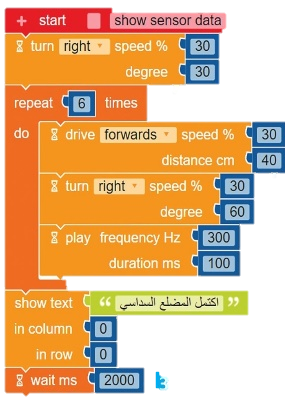 + start show sensor data
turn right speed % 30
degree 30
repeat 6 times
do drive forwards speed % 30
distance cm 40
turn right speed % 30
degree 60
play frequency Hz 300
duration ms 100
show text “ اكتمل المضلع السداسي ”
in column 0
in row 0
wait ms 2000